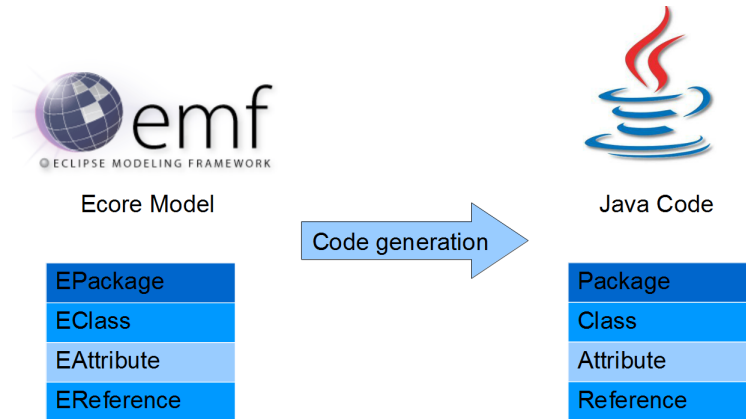 emf
ECLIPSE MODELING FRAMEWORK
Ecore Model
Java Code
Code generation
EPackage
EClass
EAttribute
EReference
Package
Class
Attribute
Reference